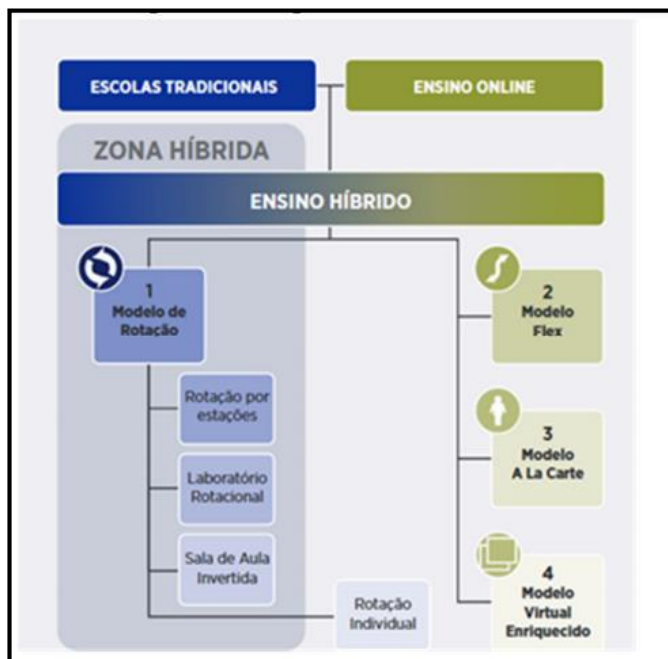 ESCOLAS TRADICIONAIS
ENSINO ONLINE
ZONA HÍBRIDA
ENSINO HÍBRIDO
1
Modelo de
Rotação
Rotação por
estações
Laboratório
Rotacional
Sala de Aula
Invertida
Rotação
Individual
2
Modelo
Flex
3
Modelo
A La Carte
4
Modelo
Virtual
Enriquecido